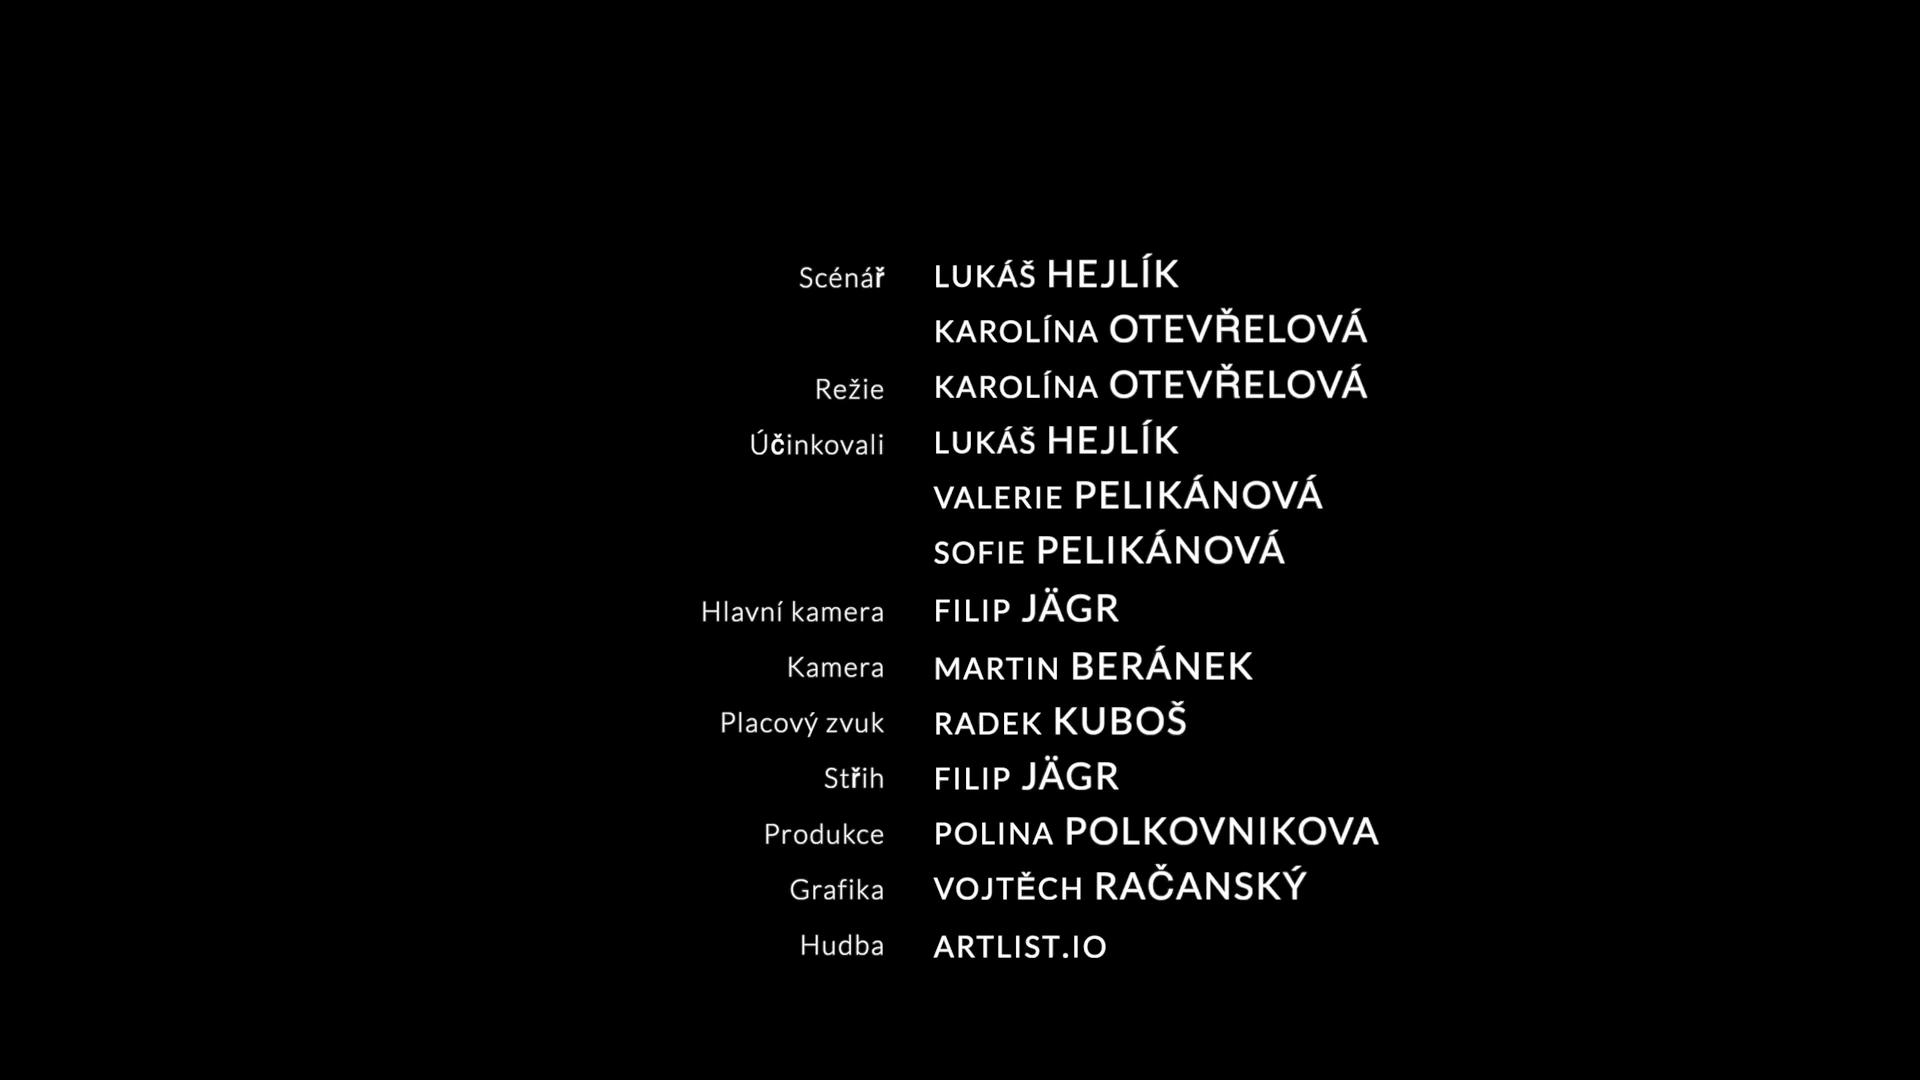 Scénář LUKÁŠ HEJLÍK
KAROLÍNA OTEVŘELOVÁ
Režie KAROLÍNA OTEVŘELOVÁ
Účinkovali LUKÁŠ HEJLÍK
VALERIE PELIKÁNOVÁ
SOFIE PELIKÁNOVÁ
Hlavní kamera FILIP JÄGR
Kamera MARTIN BERÁNEK
Placový zvuk RADEK KUBOŠ
Střih FILIP JÄGR
Produkce POLINA POLKOVNIKOVA
Grafika VOJTĚCH RAČANSKÝ
Hudba ARTLIST.IO